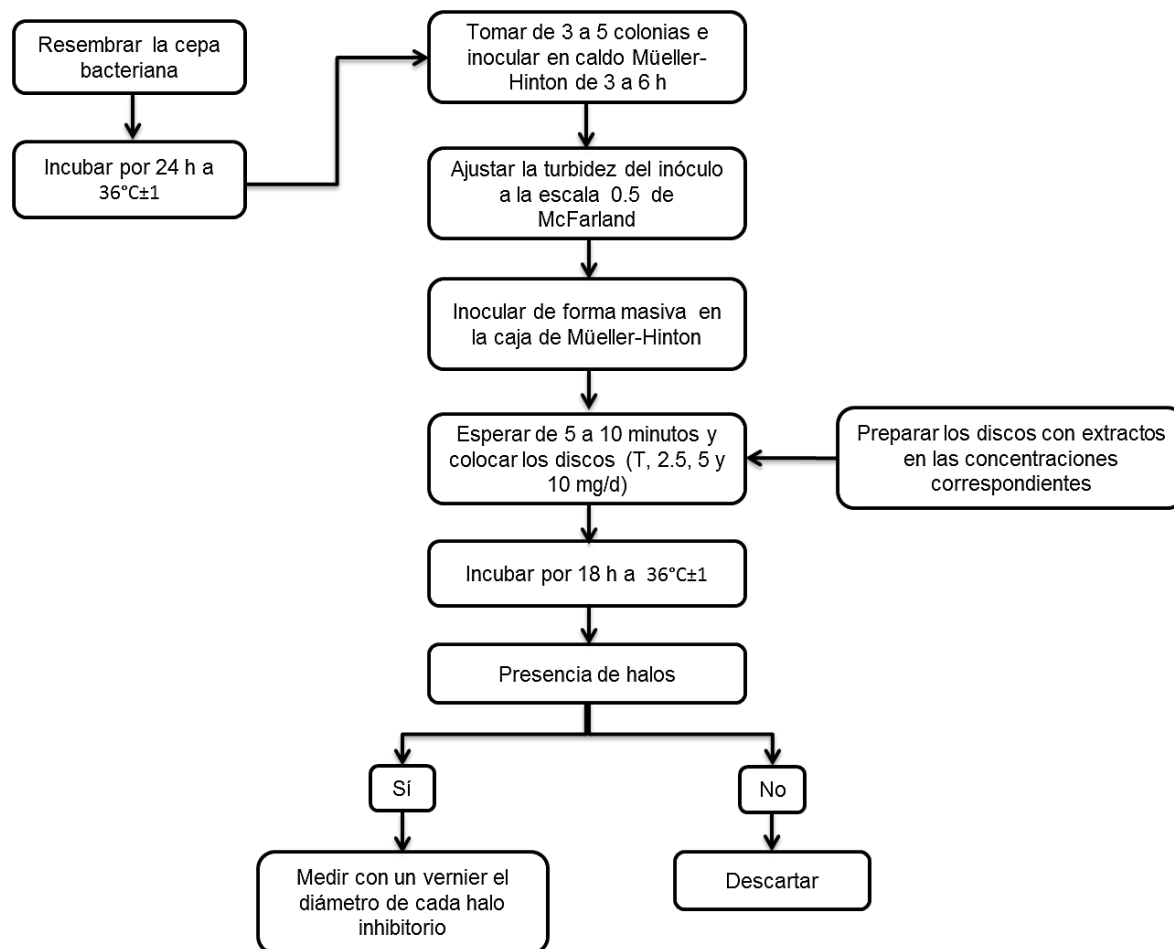 Resembrar la cepa
bacteriana
Incubar por 24 h a
36°C±1
Tomar de 3 a 5 colonias e
inocular en caldo Müeller-
Hinton de 3 a 6 h
Ajustar la turbidez del inóculo
a la escala 0.5 de
McFarland
Inocular de forma masiva en
la caja de Müeller-Hinton
Esperar de 5 a 10 minutos y
colocar los discos (T, 2.5, 5 y
10 mg/d)
Preparar los discos con extractos
en las concentraciones
correspondientes
Incubar por 18 h a 36°C±1
Presencia de halos
Sí
No
Medir con un vernier el
diámetro de cada halo
inhibitorio
Descartar